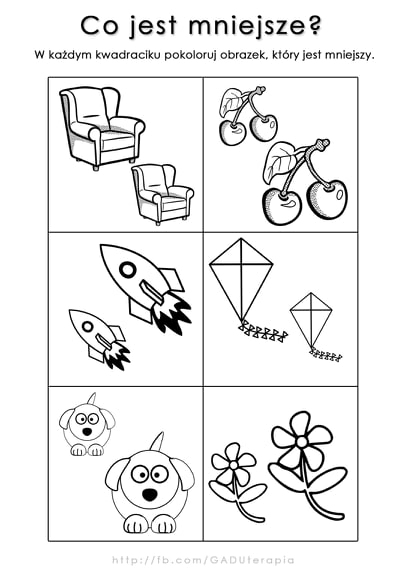 Co jest mniejsze?
W każdym kwadraciku pokoloruj obrazek, który jest mniejszy.
http://fb.com/GADUterapia